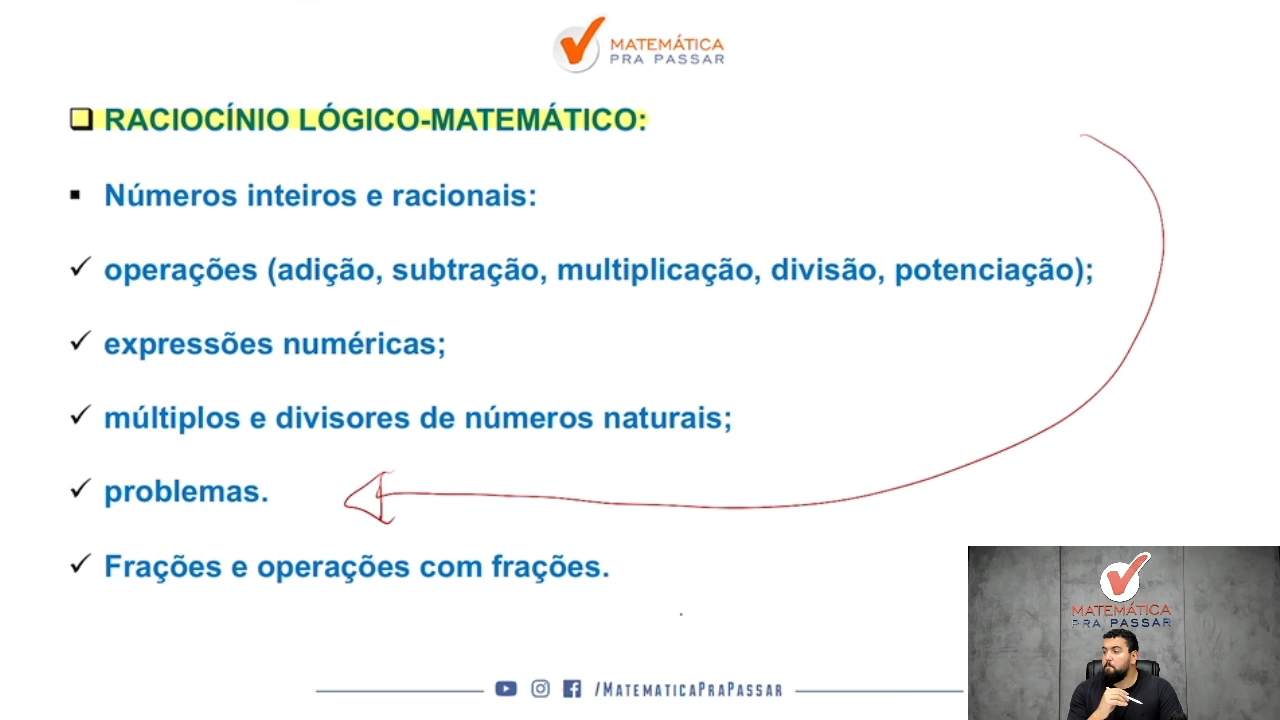 MATEMÁTICA
PRA PASSAR
RACIOCÍNIO LÓGICO-MATEMÁTICO:
Números inteiros e racionais:
operações (adição, subtração, multiplicação, divisão, potenciação);
expressões numéricas;
múltiplos e divisores de números naturais;
problemas.
Frações e operações com frações.
MATEMÁTICA
PRA PASSAR
/MATEMATICAPRAPASSAR